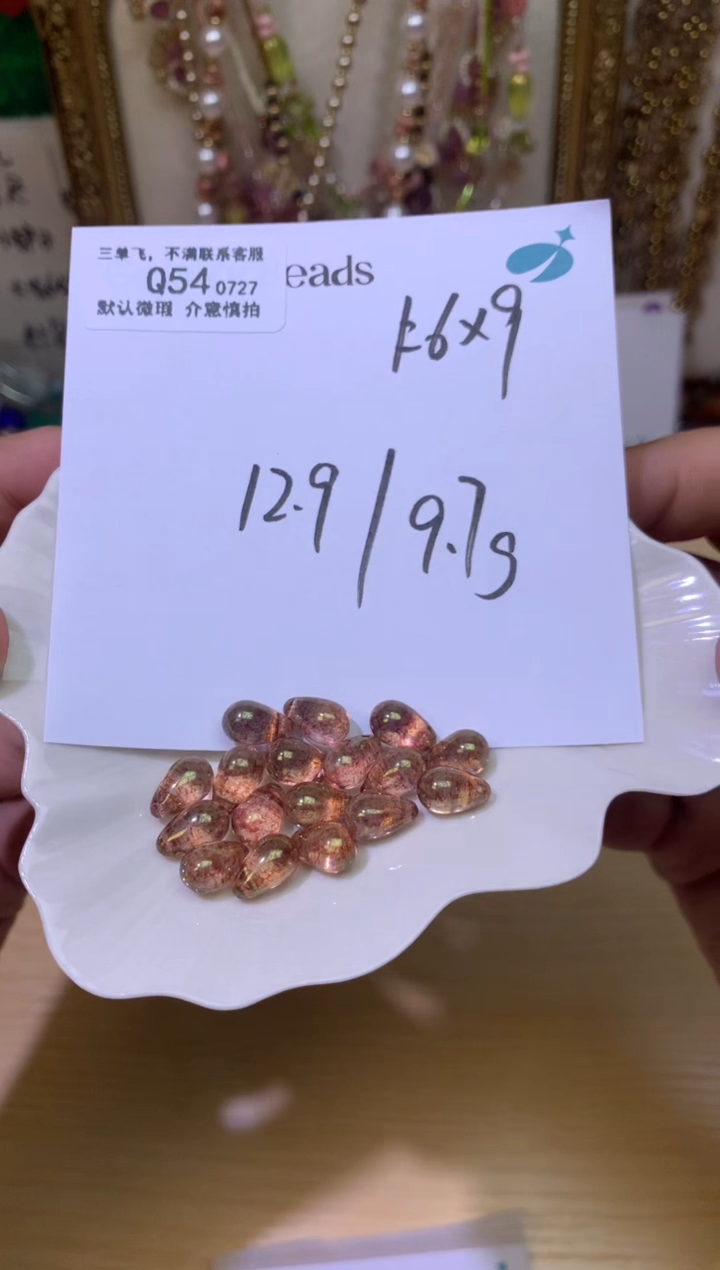 三单飞，不满联系客服
Q54 0727
默认微瑕 介意慎拍
eads
长6×9
12.9/9.7g